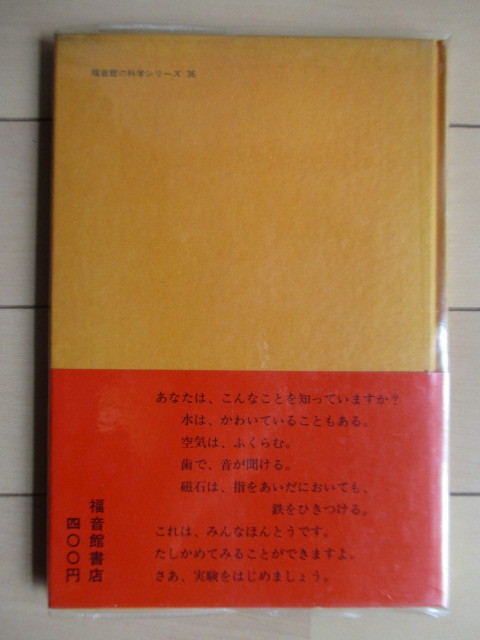 福音館の科学シリーズ 36
あなたは、こんなことを知っていますか?
水は、かわいていることもある。
空気は、ふくらむ。
歯で、音が聞ける。
磁石は、指をあいだにおいても、
鉄をひきつける。
これは、みんなほんとうです。
たしかめてみることができますよ。
さあ、実験をはじめましょう。
福音館書店
四〇〇円